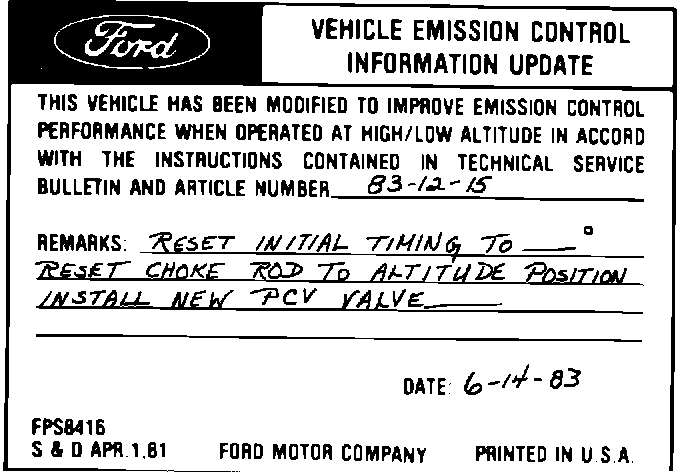 Ford
VEHICLE EMISSION CONTROL
INFORMATION UPDATE
THIS VEHICLE HAS BEEN MODIFIED TO IMPROVE EMISSION CONTROL
PERFORMANCE WHEN OPERATED AT HIGH/LOW ALTITUDE IN ACCORD
WITH THE INSTRUCTIONS CONTAINED IN TECHNICAL SERVICE
BULLETIN AND ARTICLE NUMBER 83-12-15
REMARKS: RESET INITIAL TIMING TO ___°
RESET CHOKE ROD TO ALTITUDE POSITION
INSTALL NEW PCV VALVE
DATE: 6-14-83
FPS8416
S & D APR.1,81 FORD MOTOR COMPANY PRINTED IN U.S.A.